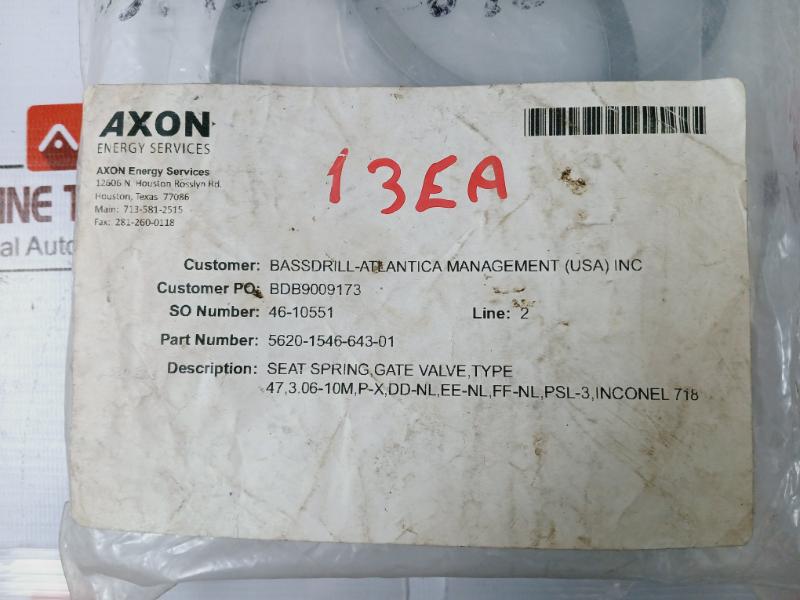 AXON
ENERGY SERVICES
AXON Energy Services
12606 N. Houston Rosslyn Rd.
Houston, Texas 77086
Main: 713-581-2515
Fax: 281-260-0118
13EA
Customer: BASSDRILL-ATLANTICA MANAGEMENT (USA) INC
Customer PO: BDB9009173
SO Number: 46-10551 Line: 2
Part Number: 5620-1546-643-01
Description: SEAT SPRING,GATE VALVE,TYPE
47,3.06-10M,P-X,DD-NL,EE-NL,FF-NL,PSL-3,INCONEL 718
INE T
al Auto